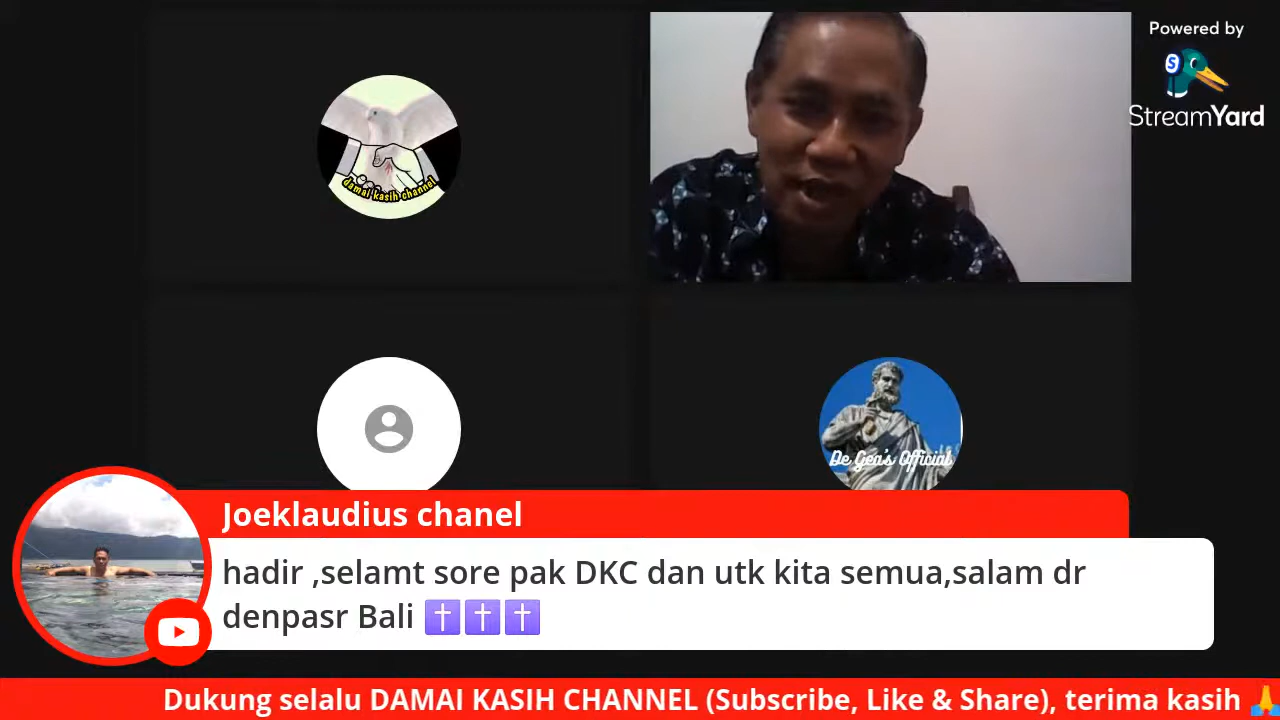 Powered by
StreamYard
damai kasih channel
De Gea's Official
Joeklaudius chanel
hadir ,selamt sore pak DKC dan utk kita semua,salam dr
denpasr Bali ✝️✝️✝️
Dukung selalu DAMAI KASIH CHANNEL (Subscribe, Like & Share), terima kasih 🙏